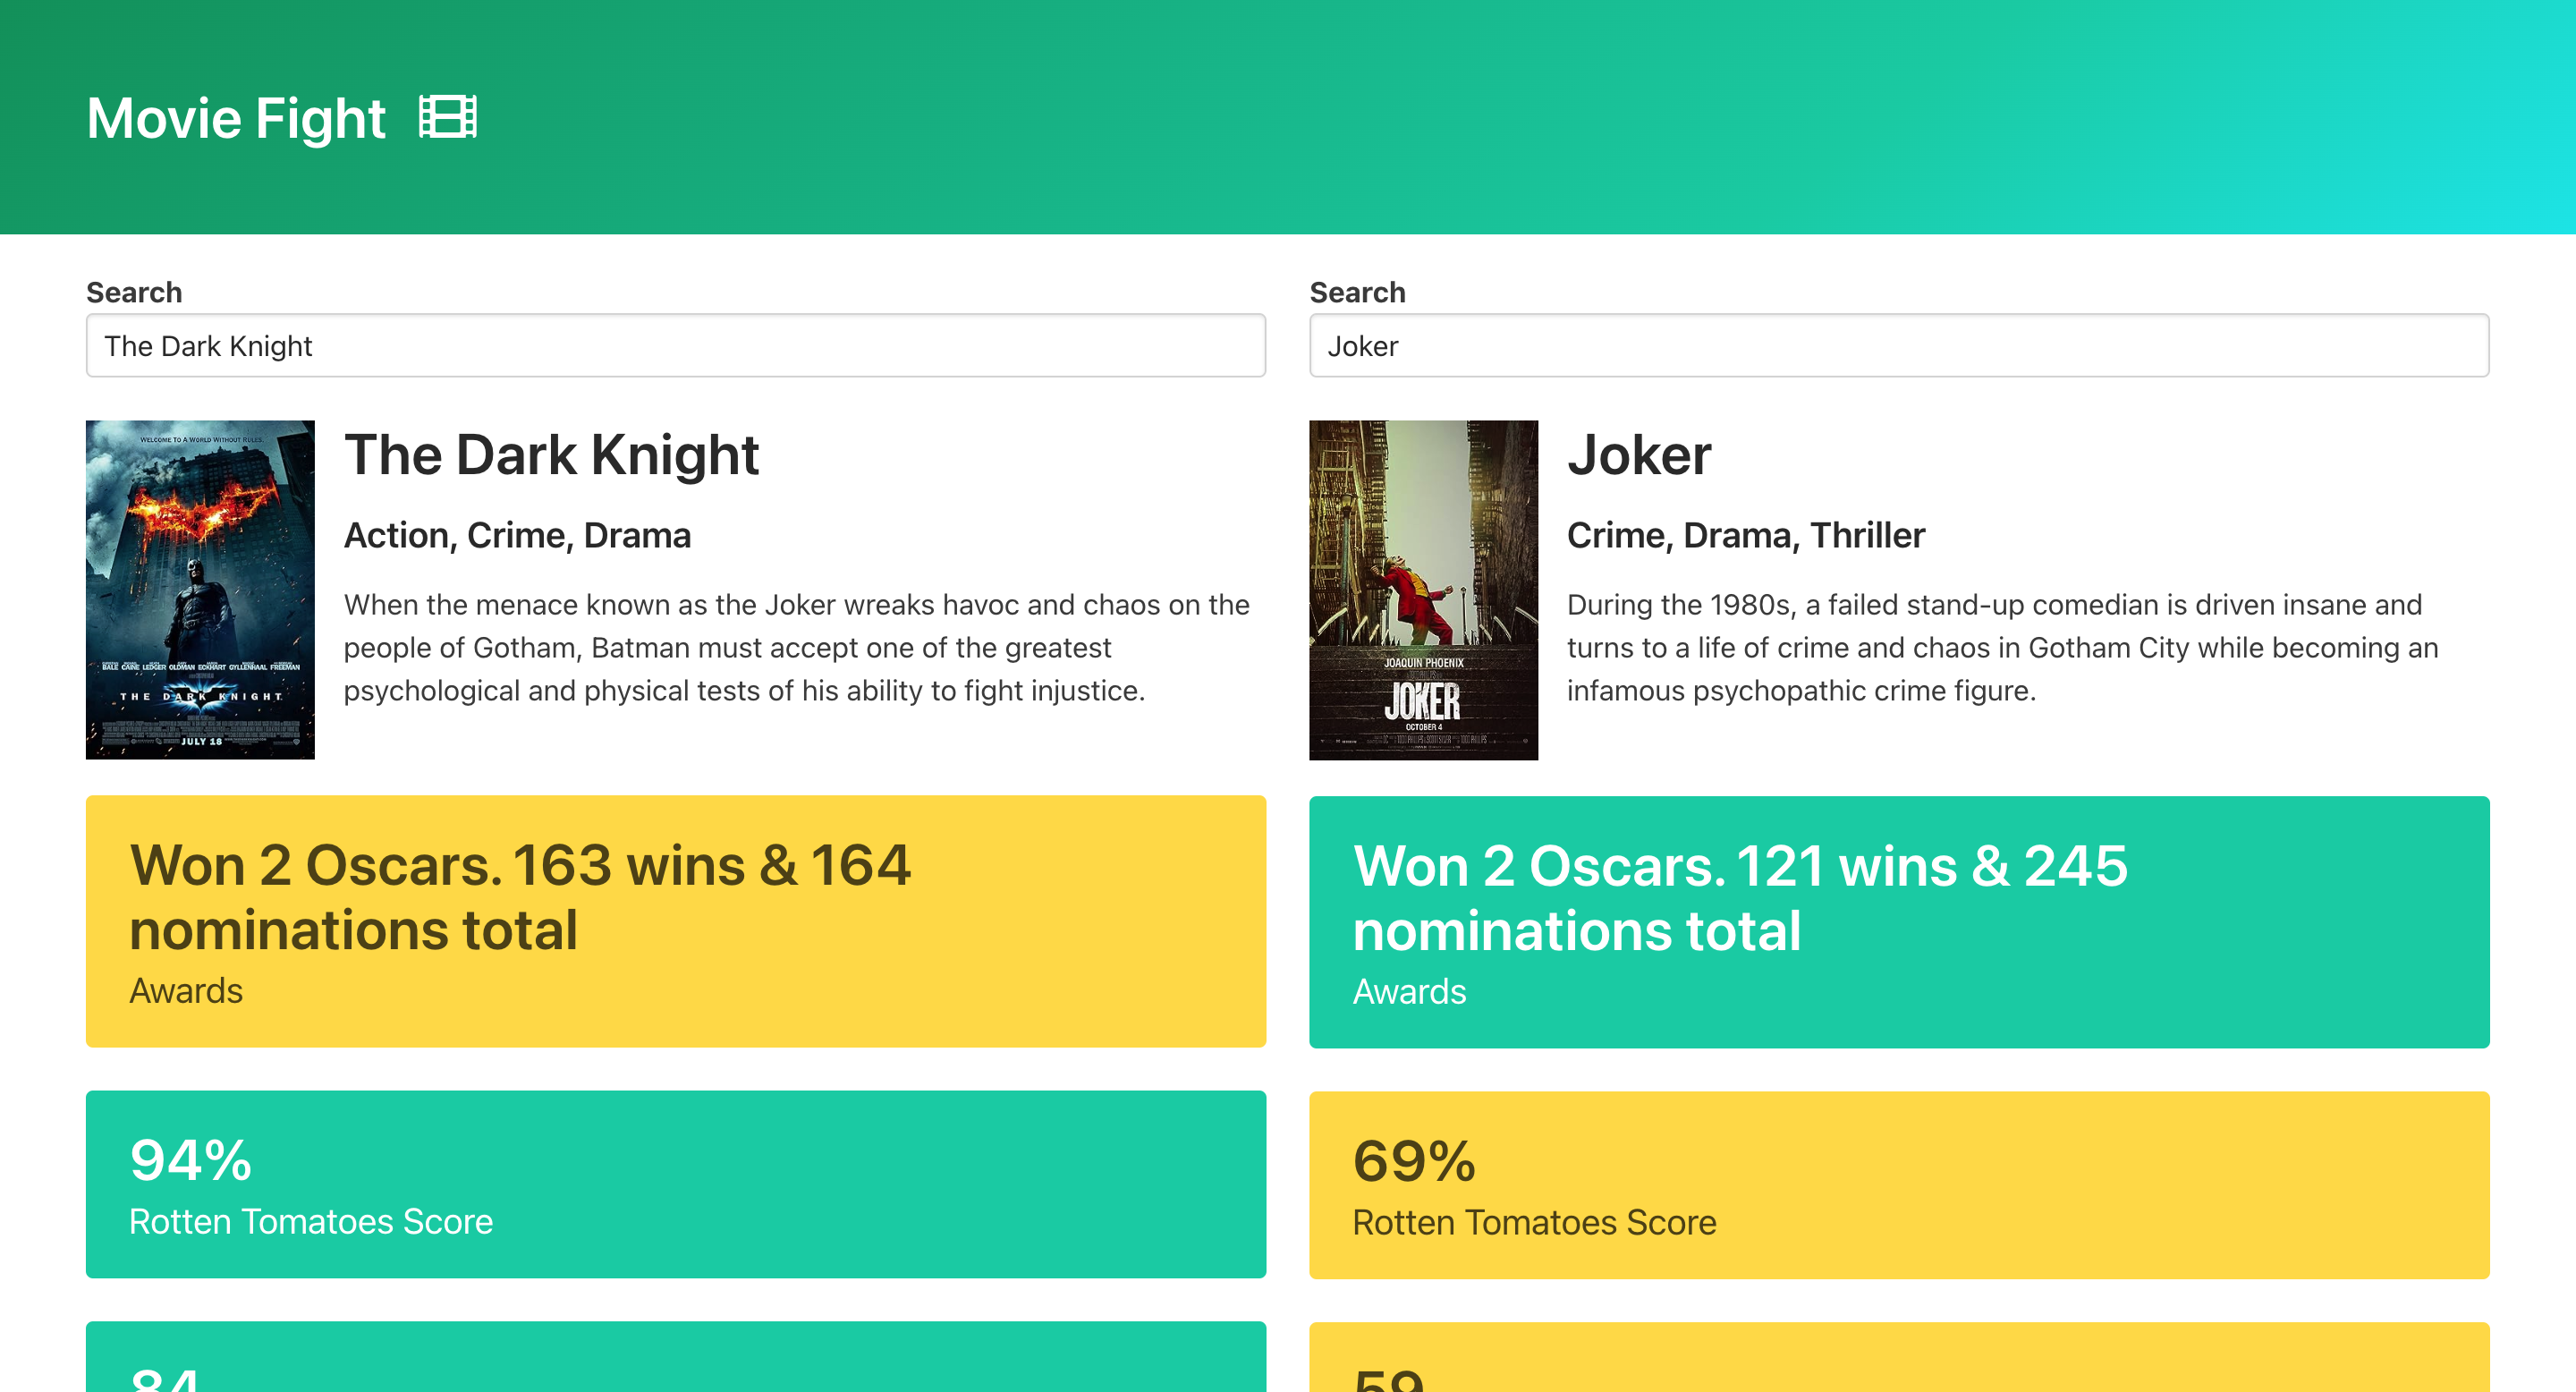 Movie Fight
Search
The Dark Knight
The Dark Knight
Action, Crime, Drama
When the menace known as the Joker wreaks havoc and chaos on the
people of Gotham, Batman must accept one of the greatest
psychological and physical tests of his ability to fight injustice.
WELCOME TO A WORLD WITHOUT RULES.
BALE CAINE LEDGER OLDMAN ECKHART GYLLENHAAL FREEMAN
THE DARK KNIGHT
JULY 18
Won 2 Oscars. 163 wins & 164
nominations total
Awards
94%
Rotten Tomatoes Score
84
Search
Joker
Joker
Crime, Drama, Thriller
During the 1980s, a failed stand-up comedian is driven insane and
turns to a life of crime and chaos in Gotham City while becoming an
infamous psychopathic crime figure.
JOAQUIN PHOENIX
JOKER
OCTOBER 4
Won 2 Oscars. 121 wins & 245
nominations total
Awards
69%
Rotten Tomatoes Score
59